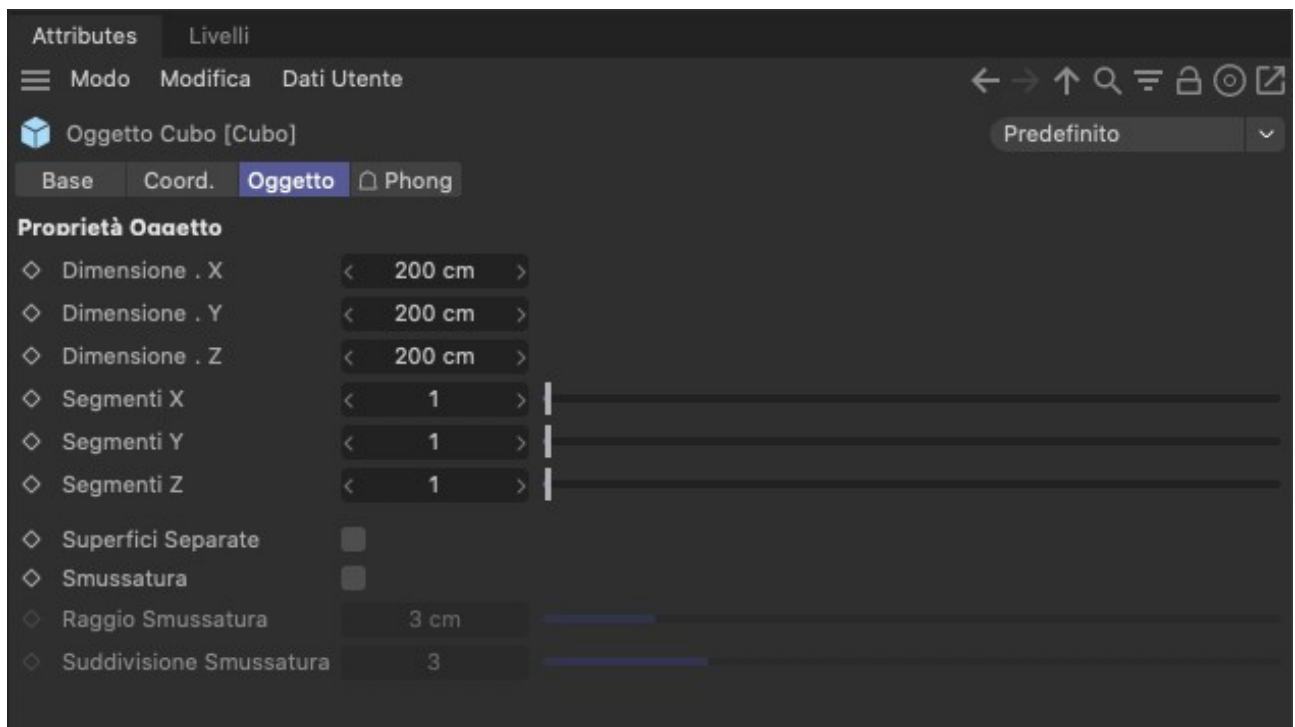 Attributes Livelli
Modo Modifica Dati Utente
Oggetto Cubo [Cubo] Predefinito
Base Coord. Oggetto Phong
Proprietà Oggetto
Dimensione . X 200 cm
Dimensione . Y 200 cm
Dimensione . Z 200 cm
Segmenti X 1
Segmenti Y 1
Segmenti Z 1
Superfici Separate
Smussatura
Raggio Smussatura 3 cm
Suddivisione Smussatura 3